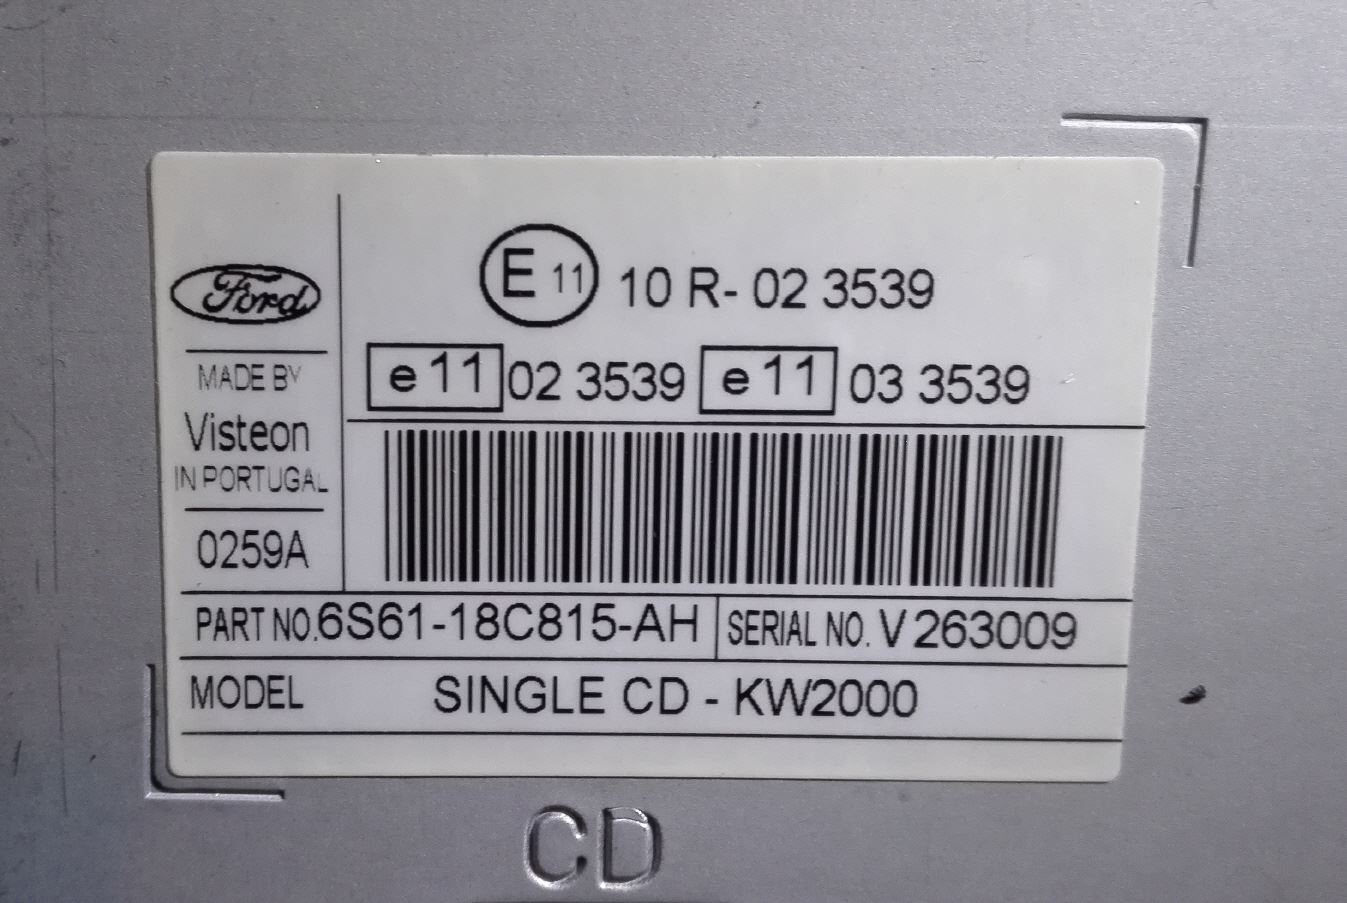 Ford
MADE BY
Visteon
IN PORTUGAL
0259A
E 11 10 R- 02 3539
e 11 02 3539 e 11 03 3539
PART NO. 6S61-18C815-AH SERIAL NO. V 263009
MODEL SINGLE CD - KW2000
CD